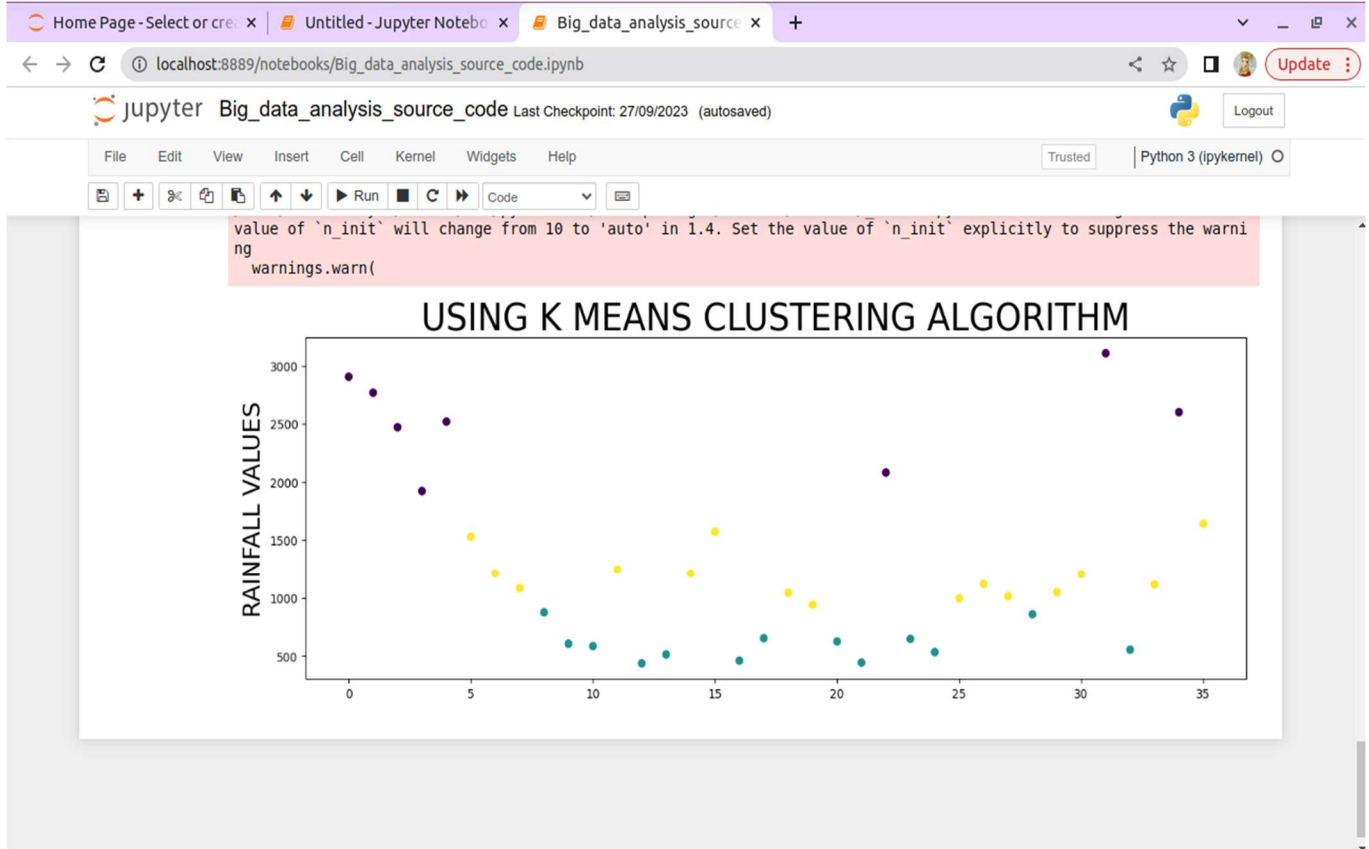 Home Page - Select or cre
Untitled - Jupyter Notebo
Big_data_analysis_source
localhost:8889/notebooks/Big_data_analysis_source_code.ipynb
Update
jupyter Big_data_analysis_source_code Last Checkpoint: 27/09/2023 (autosaved)
Logout
File Edit View Insert Cell Kernel Widgets Help
Trusted Python 3 (ipykernel)
Run Code
value of `n_init` will change from 10 to 'auto' in 1.4. Set the value of `n_init` explicitly to suppress the warni
ng
warnings.warn(
USING K MEANS CLUSTERING ALGORITHM
RAINFALL VALUES
3000
2500
2000
1500
1000
500
0 5 10 15 20 25 30 35